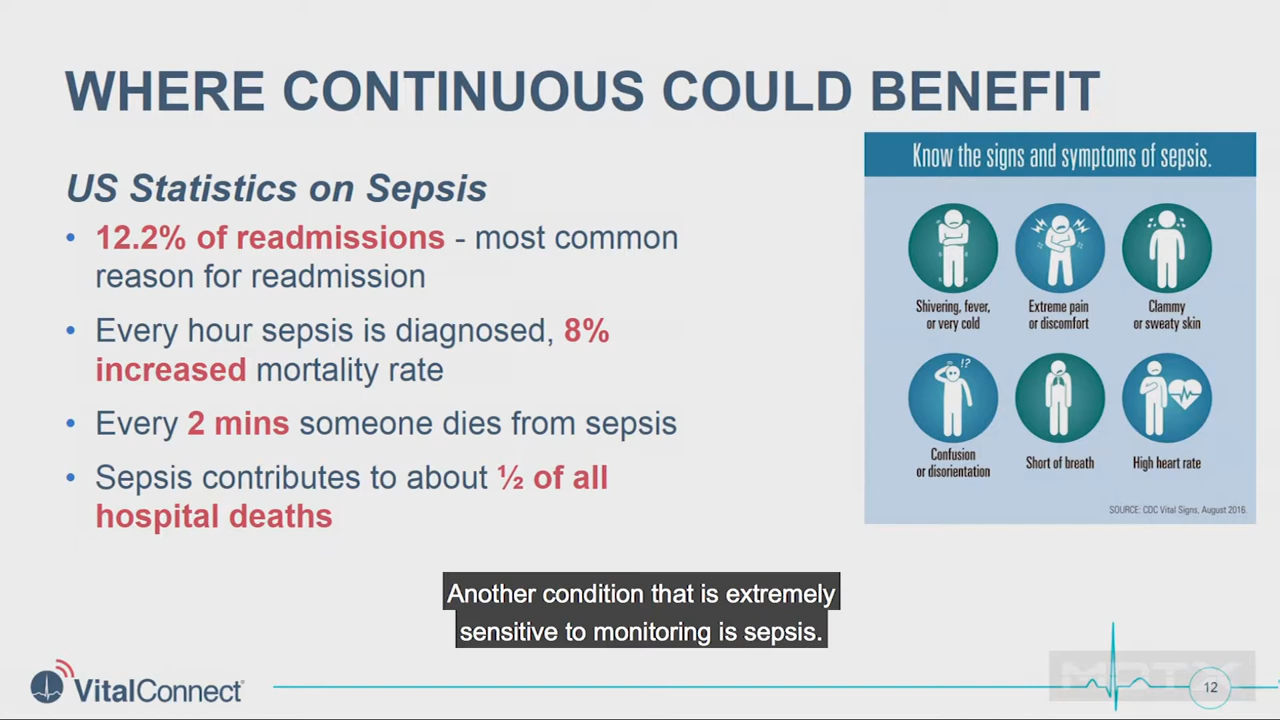 WHERE CONTINUOUS COULD BENEFIT
US Statistics on Sepsis
• 12.2% of readmissions - most common
reason for readmission
• Every hour sepsis is diagnosed, 8%
increased mortality rate
• Every 2 mins someone dies from sepsis
• Sepsis contributes to about ½ of all
hospital deaths
Know the signs and symptoms of sepsis.
Shivering, fever,
or very cold
Extreme pain
or discomfort
Clammy
or sweaty skin
!?
Confusion
or disorientation
Short of breath
High heart rate
SOURCE: CDC Vital Signs, August 2016.
Another condition that is extremely
sensitive to monitoring is sepsis.
VitalConnect
12